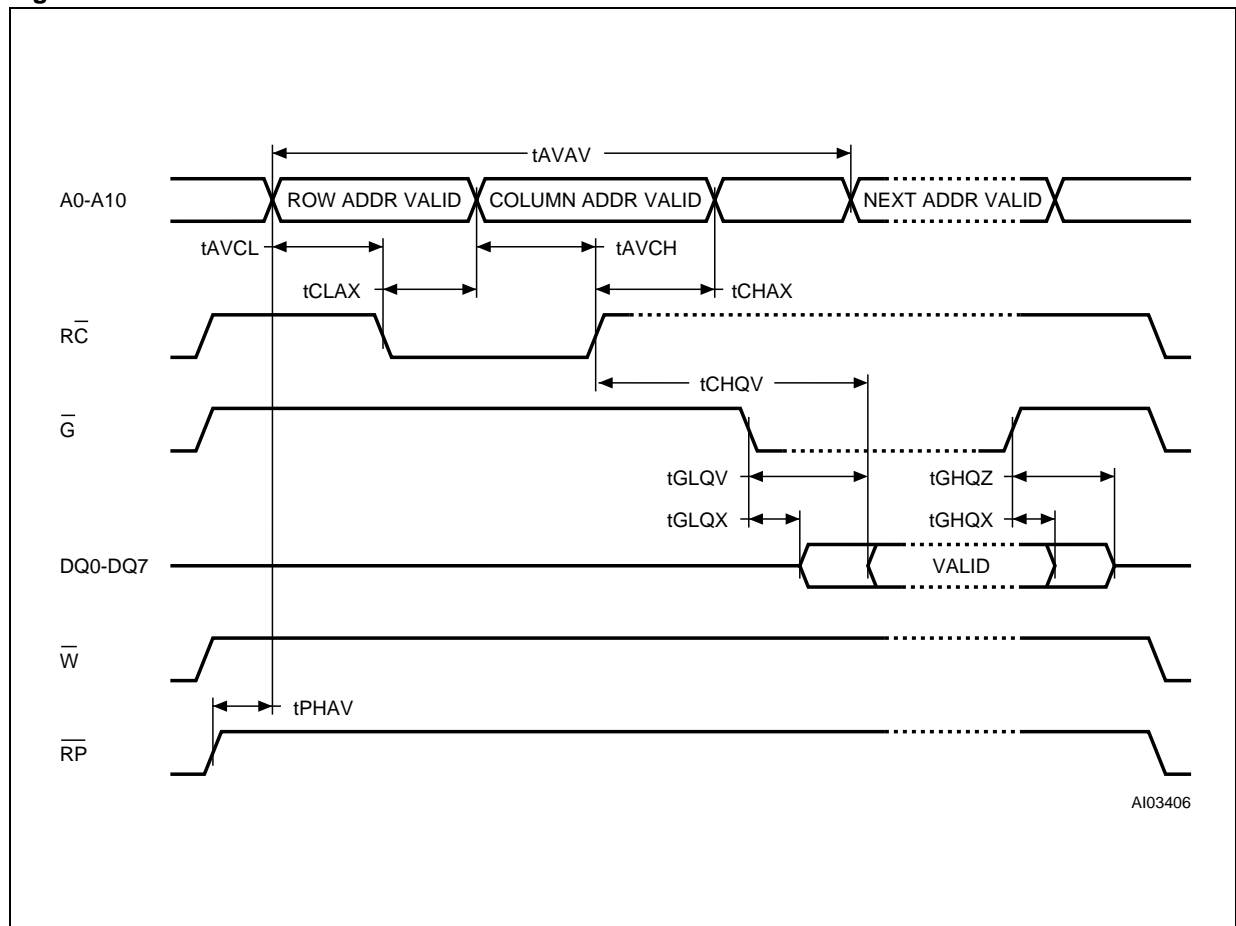 tAVAV
A0-A10 ROW ADDR VALID COLUMN ADDR VALID NEXT ADDR VALID
tAVCL tAVCH
tCLAX tCHAX
RC̅
tCHQV
G̅
tGLQV tGHQZ
tGLQX tGHQX
DQ0-DQ7 VALID
W̅
tPHAV
R̅P̅
AI03406